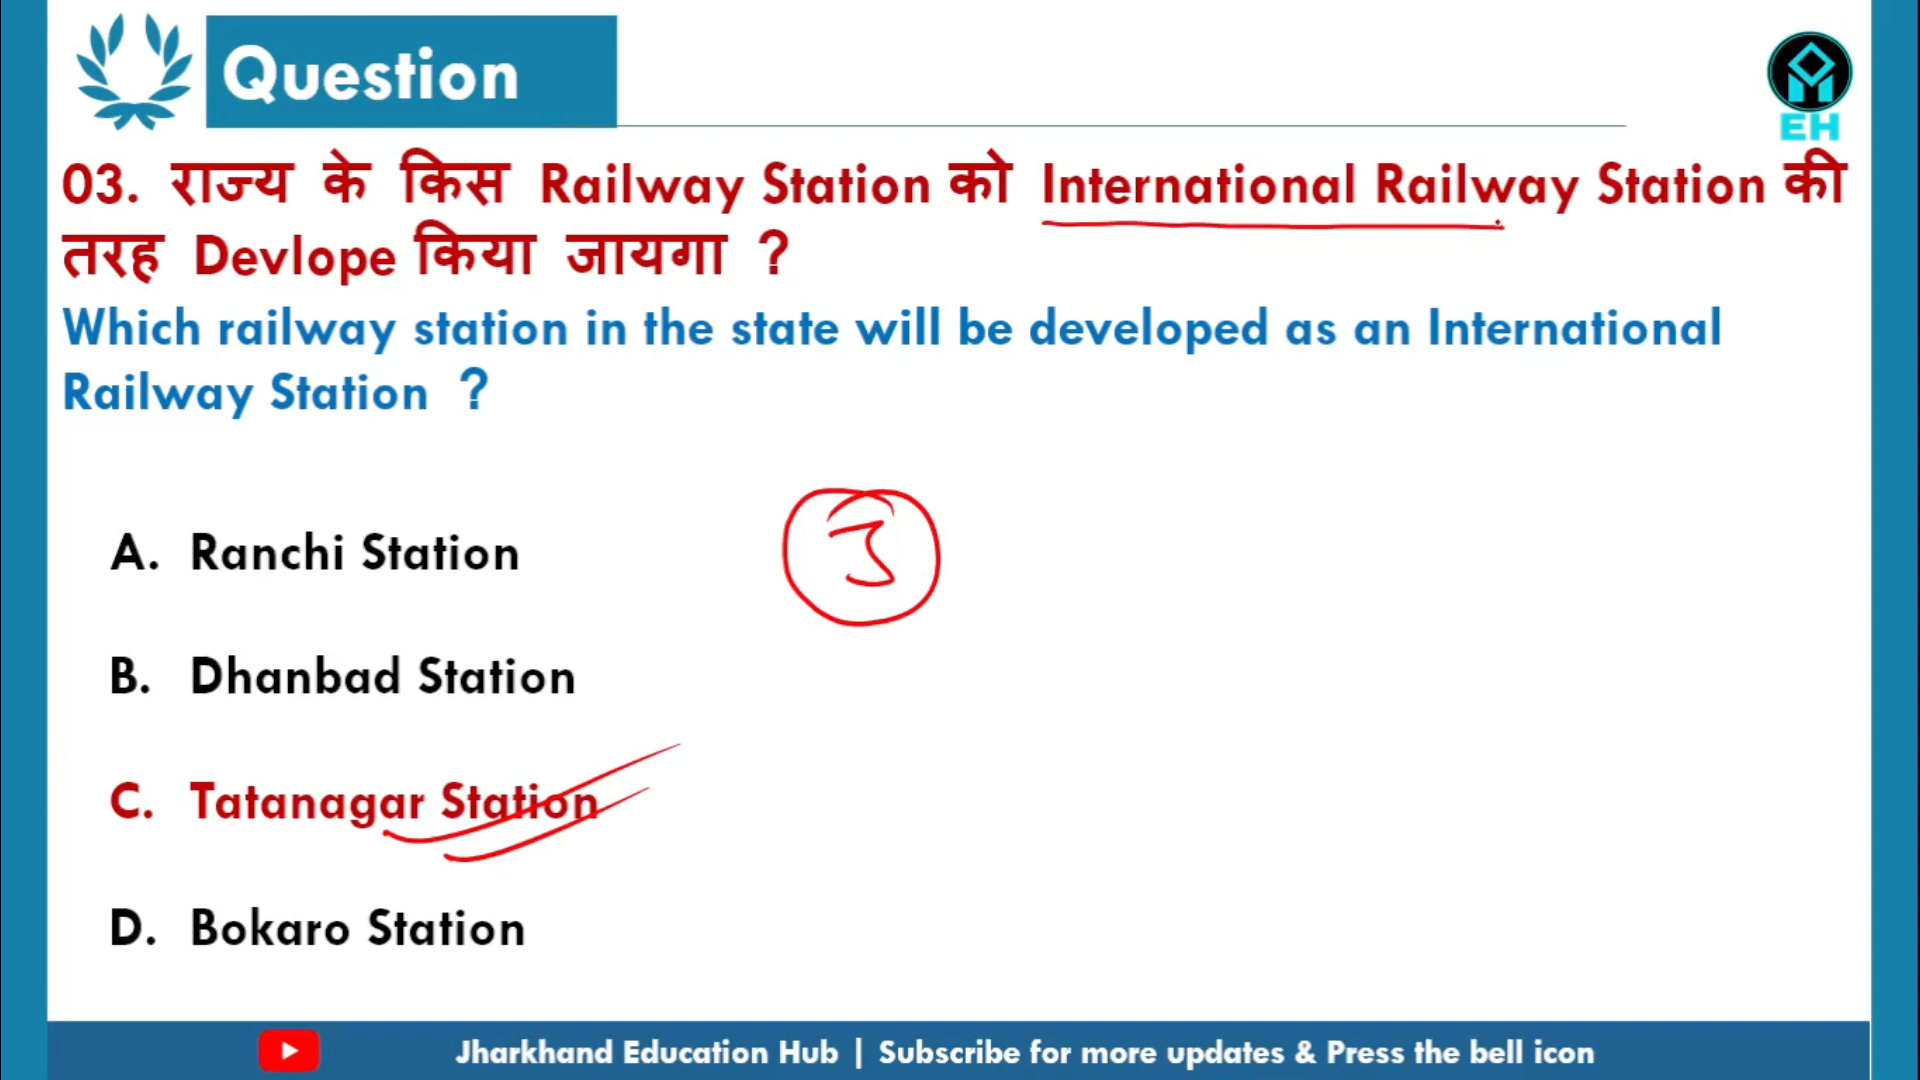 Question
EH
03. राज्य के किस Railway Station को International Railway Station की
तरह Devlope किया जायगा ?
Which railway station in the state will be developed as an International
Railway Station ?
3
A. Ranchi Station
B. Dhanbad Station
C. Tatanagar Station
D. Bokaro Station
Jharkhand Education Hub | Subscribe for more updates & Press the bell icon